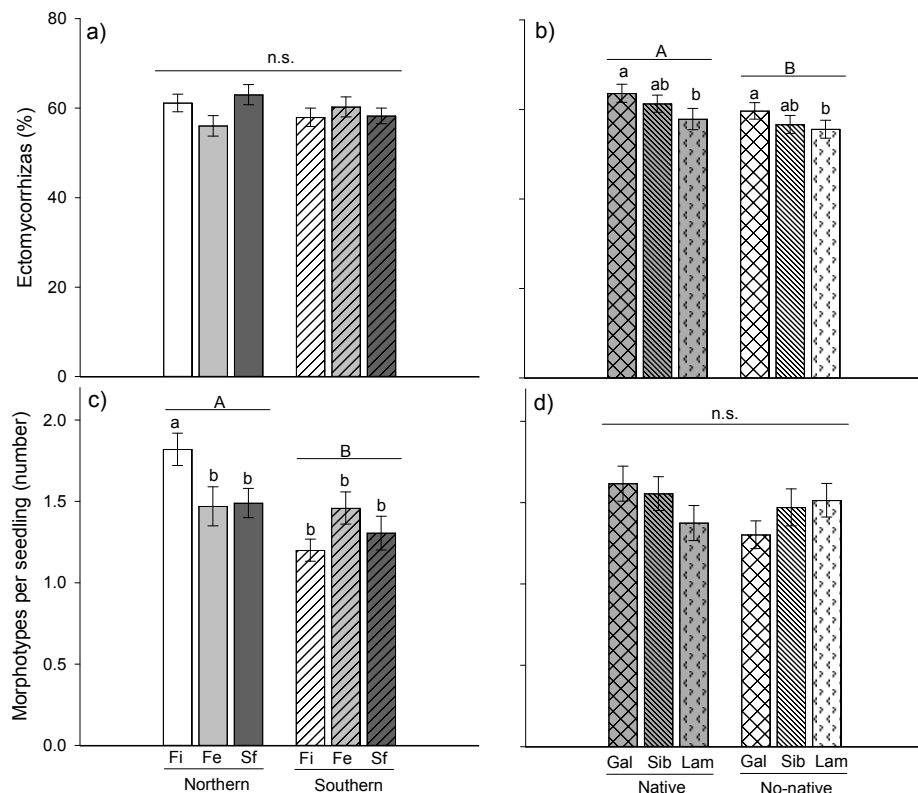 a)
n.s.
80
60
40
20
0
Ectomycorrhizas (%)
b)
A
B
a ab b
a ab b
c)
A
a
b b
B
b b b
2.0
1.5
1.0
0.5
0.0
Morphotypes per seedling (number)
Fi Fe Sf
Fi Fe Sf
Northern
Southern
d)
n.s.
Gal Sib Lam
Gal Sib Lam
Native
No-native